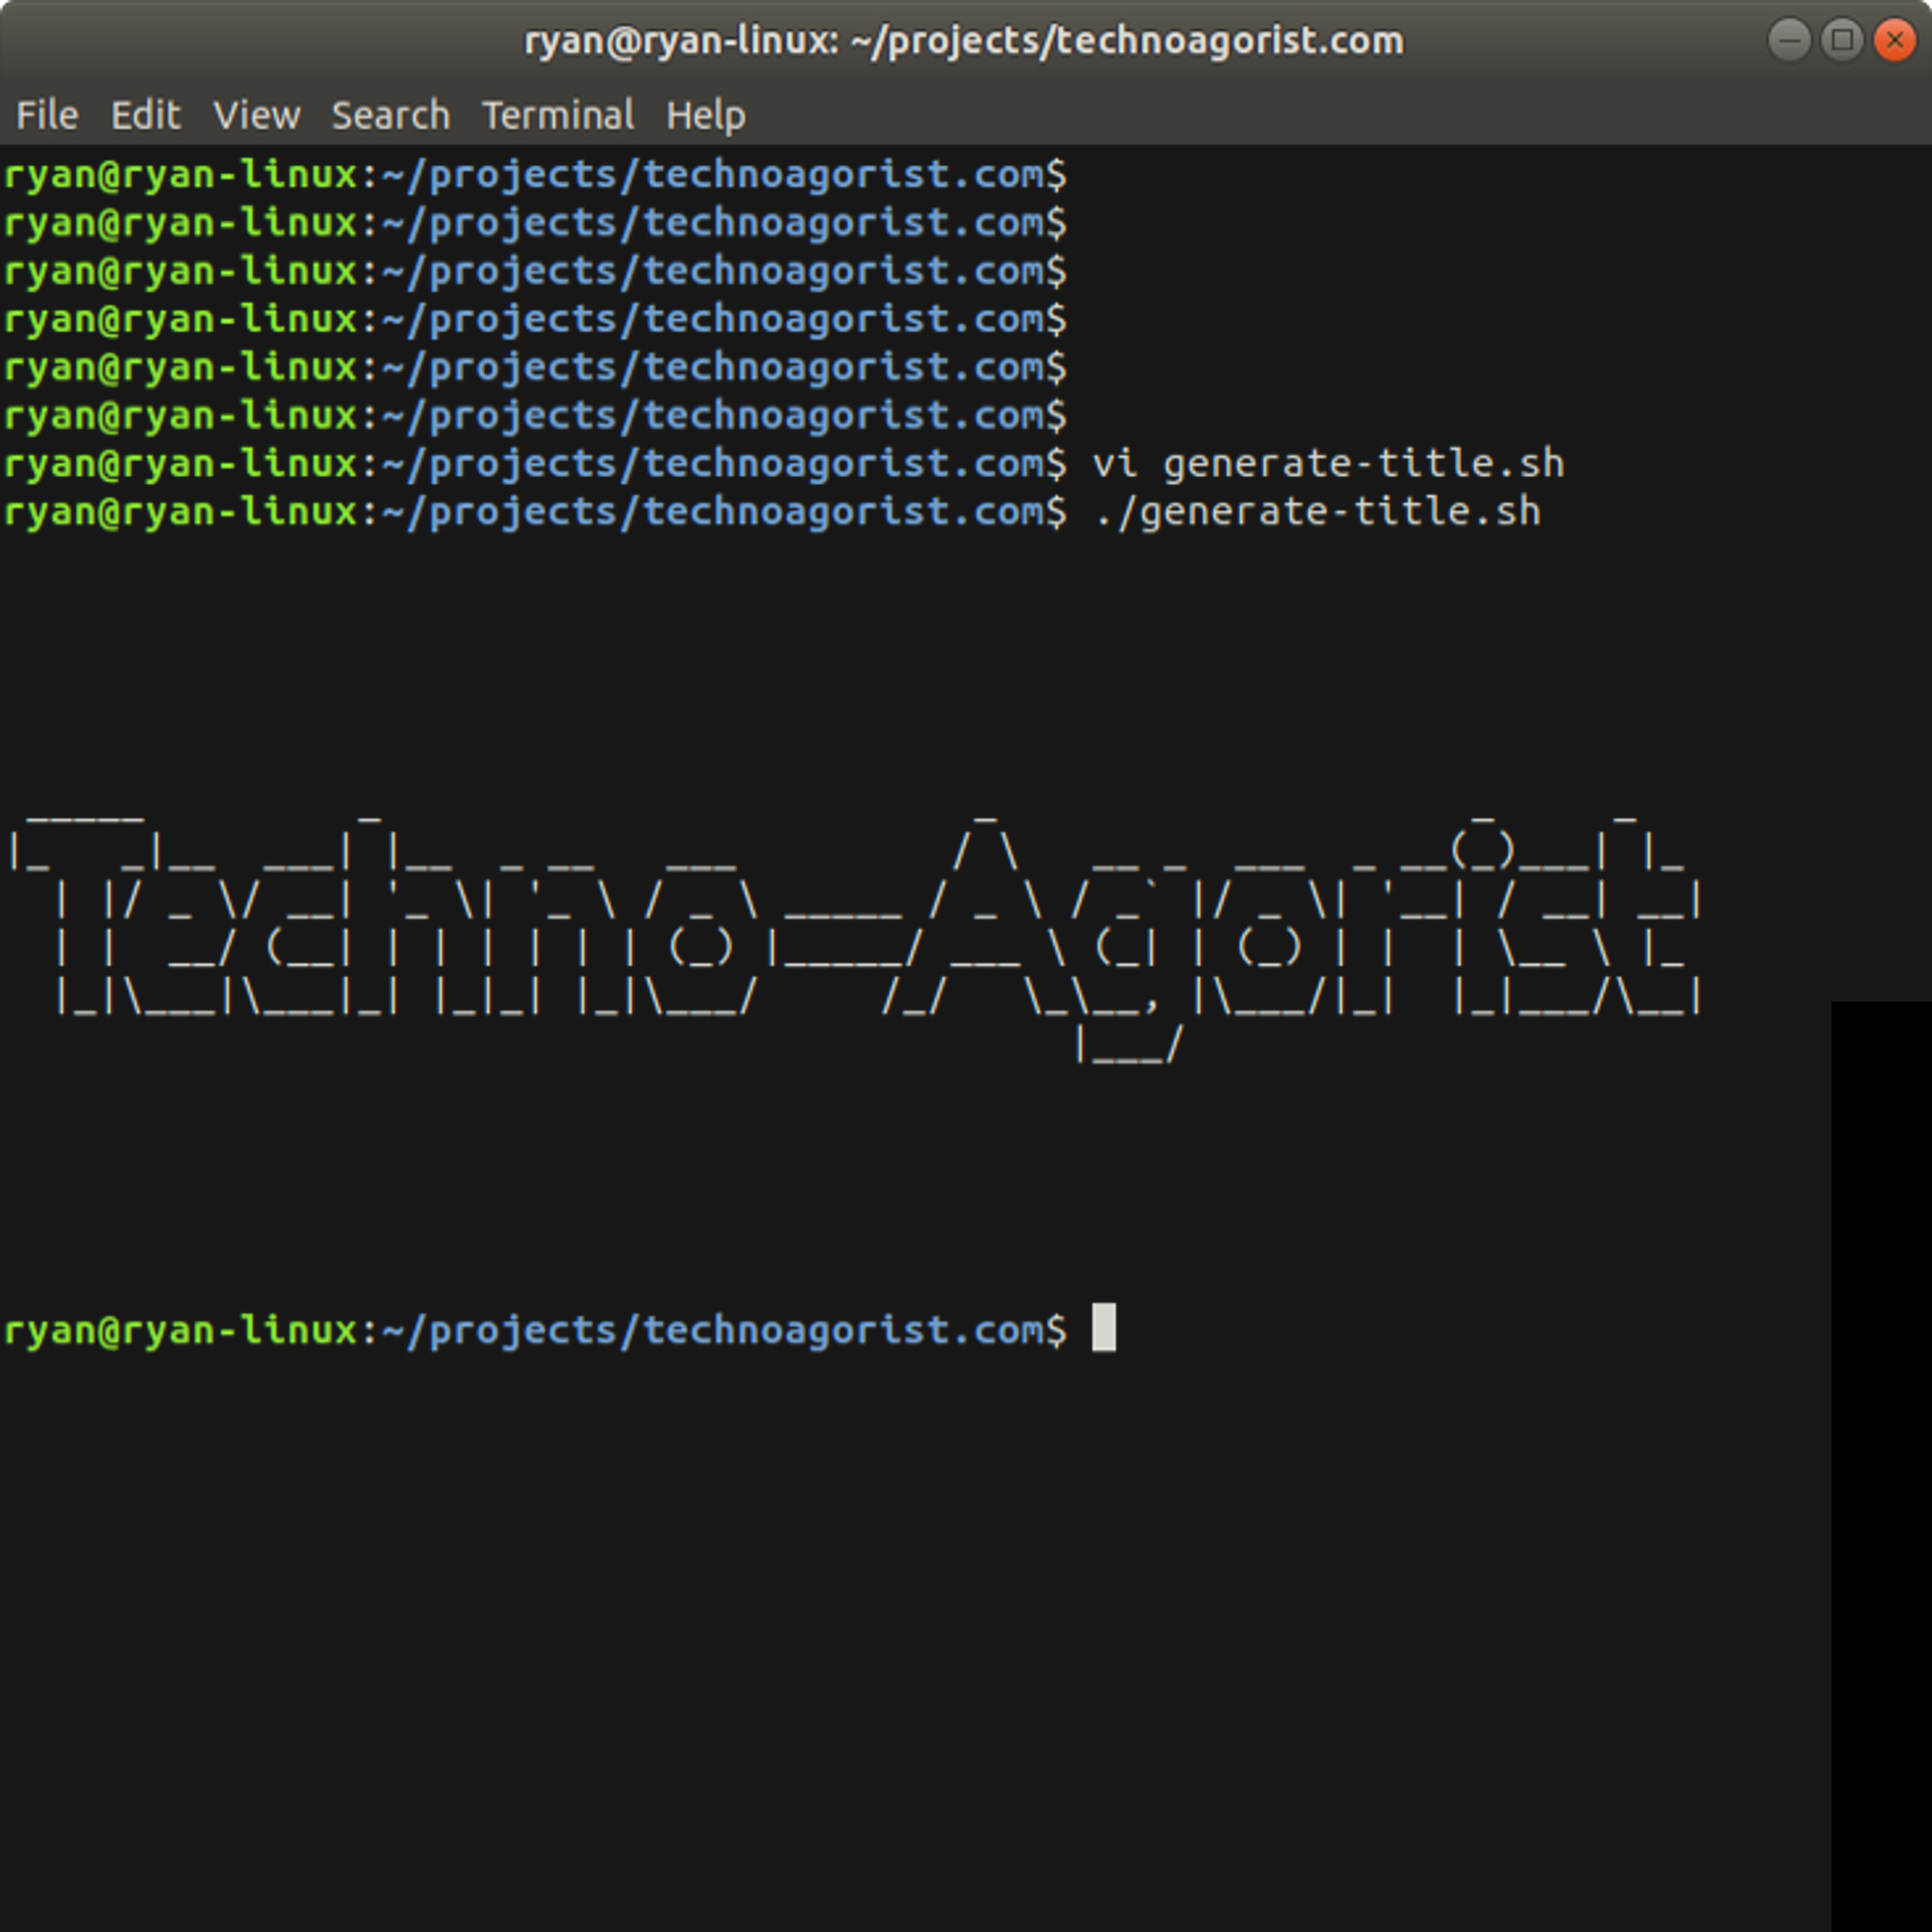 ryan@ryan-linux: ~/projects/technoagorist.com
File Edit View Search Terminal Help
ryan@ryan-linux:~/projects/technoagorist.com$
ryan@ryan-linux:~/projects/technoagorist.com$
ryan@ryan-linux:~/projects/technoagorist.com$
ryan@ryan-linux:~/projects/technoagorist.com$
ryan@ryan-linux:~/projects/technoagorist.com$
ryan@ryan-linux:~/projects/technoagorist.com$
ryan@ryan-linux:~/projects/technoagorist.com$ vi generate-title.sh
ryan@ryan-linux:~/projects/technoagorist.com$ ./generate-title.sh
Techno-Agorist
ryan@ryan-linux:~/projects/technoagorist.com$